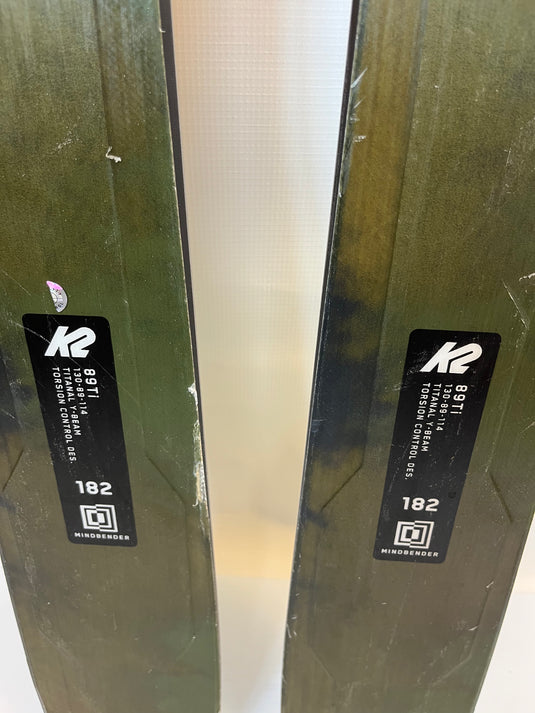 K2
89Ti
130-89-114
TITANAL Y-BEAM
TORSION CONTROL DES.
182
MINDBENDER
K2
89Ti
130-89-114
TITANAL Y-BEAM
TORSION CONTROL DES.
182
MINDBENDER